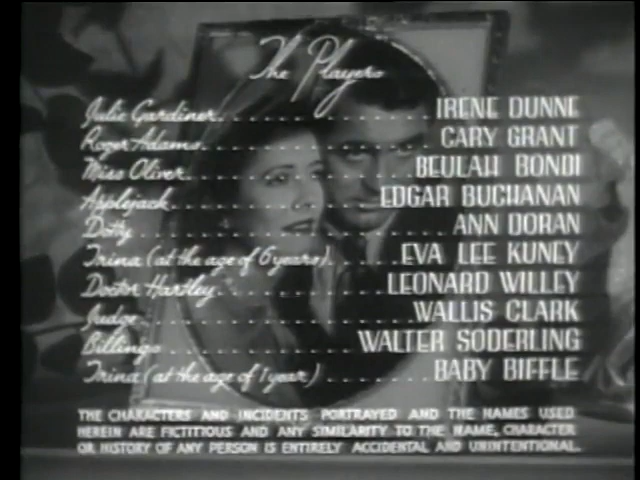 The Players
Julie Gardiner.......IRENE DUNNE
Roger Adams.......CARY GRANT
Miss Oliver.......BEULAH BONDI
Applejack.......EDGAR BUCHANAN
Dotty.......ANN DORAN
Trina (at the age of 6 years).......EVA LEE KUNEY
Doctor Hartley.......LEONARD WILLEY
Judge.......WALLIS CLARK
Billings.......WALTER SODERLING
Trina (at the age of 1 year).......BABY BIFFLE
THE CHARACTERS AND INCIDENTS PORTRAYED AND THE NAMES USED
HEREIN ARE FICTITIOUS AND ANY SIMILARITY TO THE NAME, CHARACTER
OR HISTORY OF ANY PERSON IS ENTIRELY ACCIDENTAL AND UNINTENTIONAL.